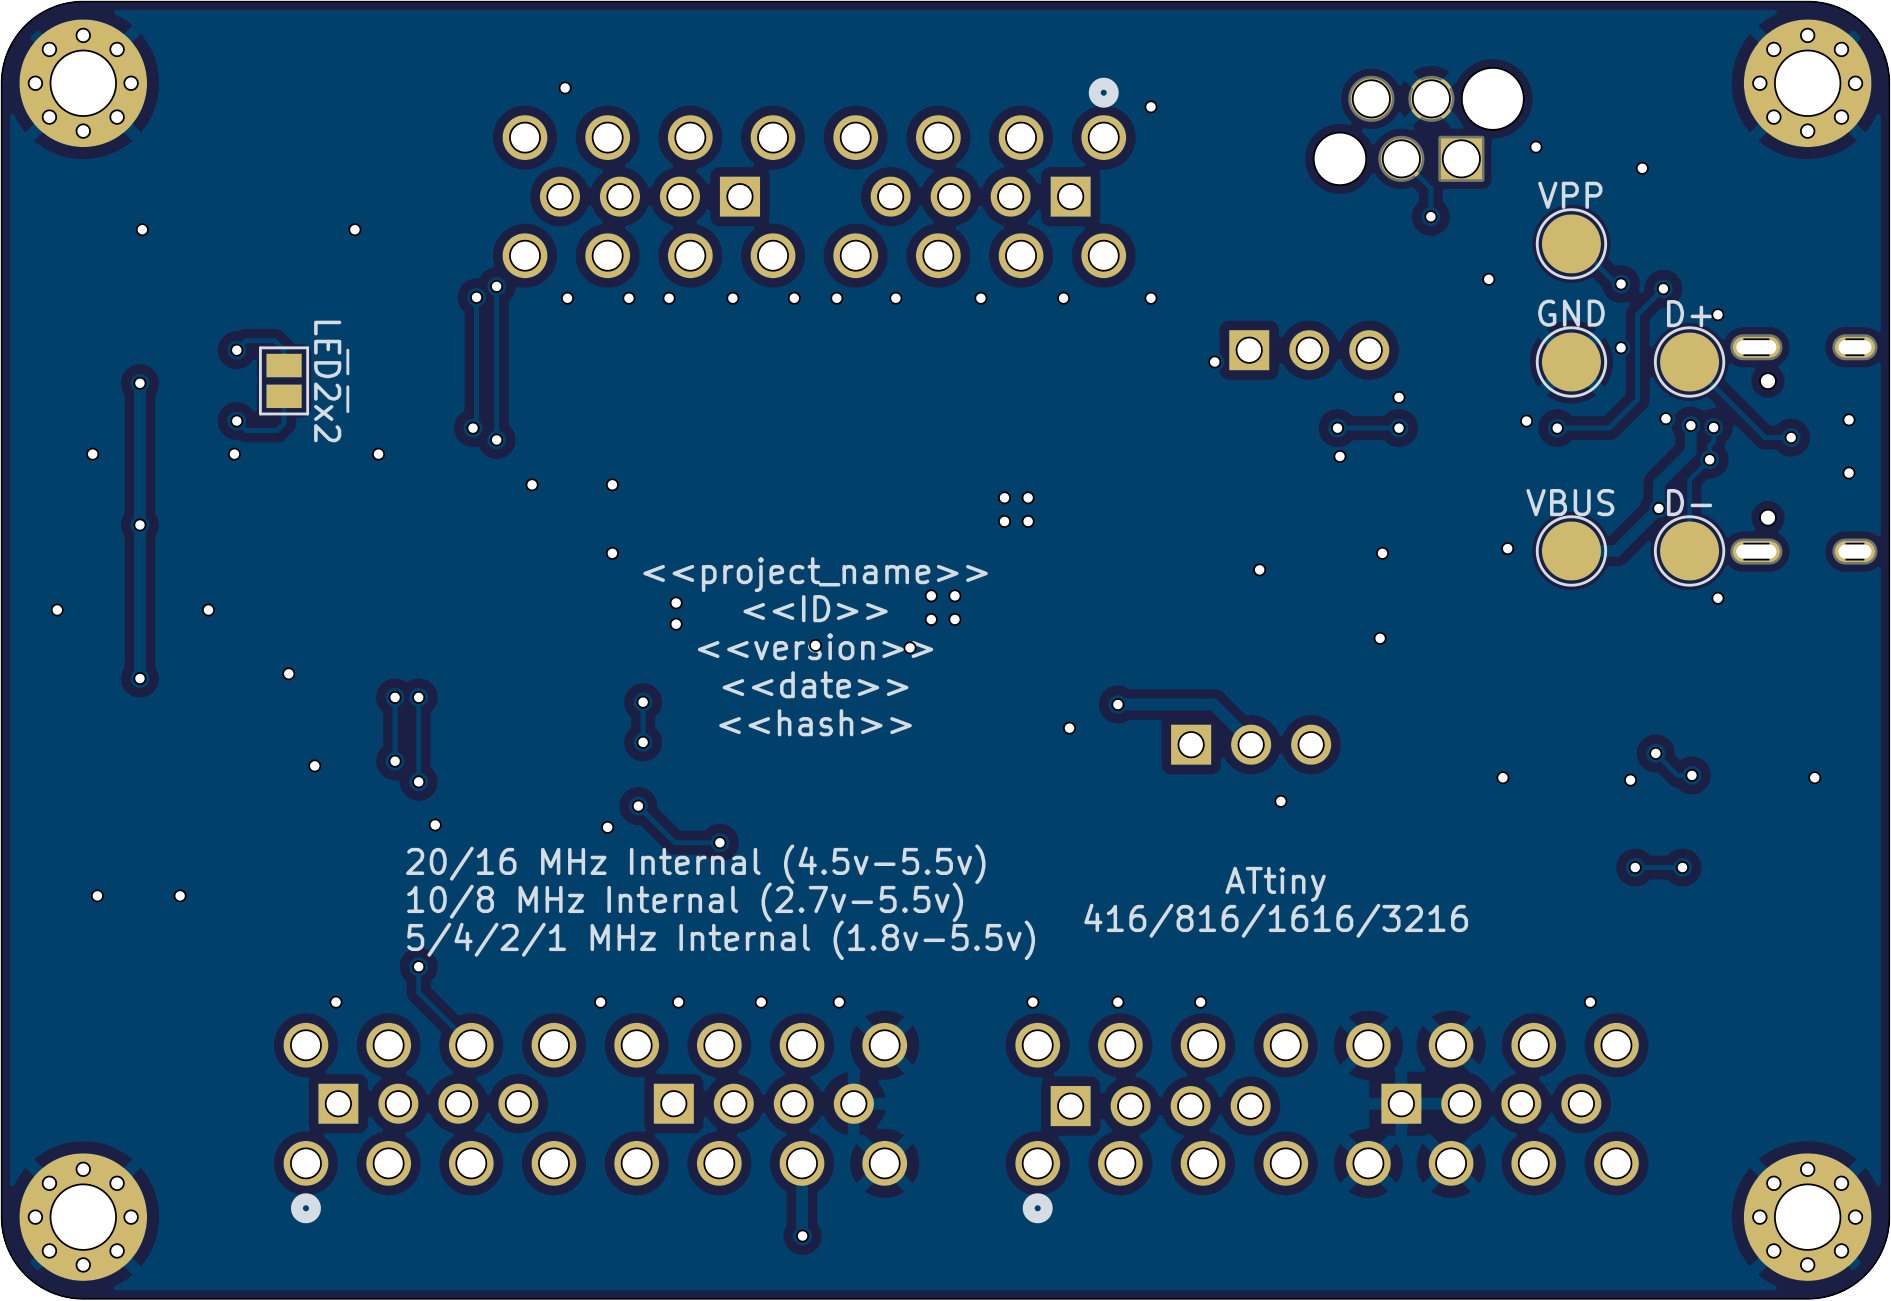 VPP
GND D+
LED2x2
VBUS D-
<<project_name>>
<<ID>>
<<version>>
<<date>>
<<hash>>
20/16 MHz Internal (4.5v-5.5v)
10/8 MHz Internal (2.7v-5.5v)
5/4/2/1 MHz Internal (1.8v-5.5v)
ATtiny
416/816/1616/3216